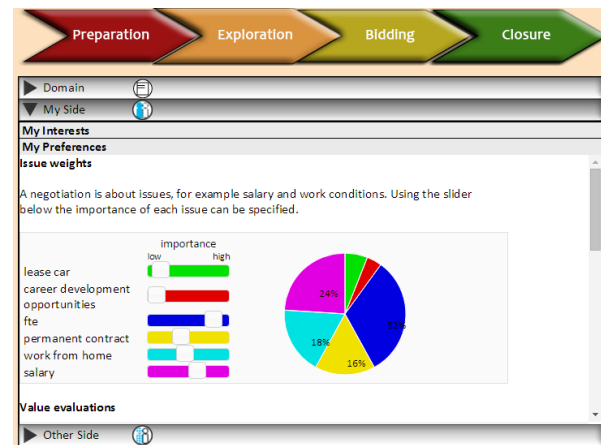 Preparation Exploration Bidding Closure
Domain
My Side
My Interests
My Preferences
Issue weights
A negotiation is about issues, for example salary and work conditions. Using the slider
below the importance of each issue can be specified.
importance
low high
lease car
career development
opportunities
fte
permanent contract
work from home
salary
24%
18%
16%
Value evaluations
Other Side